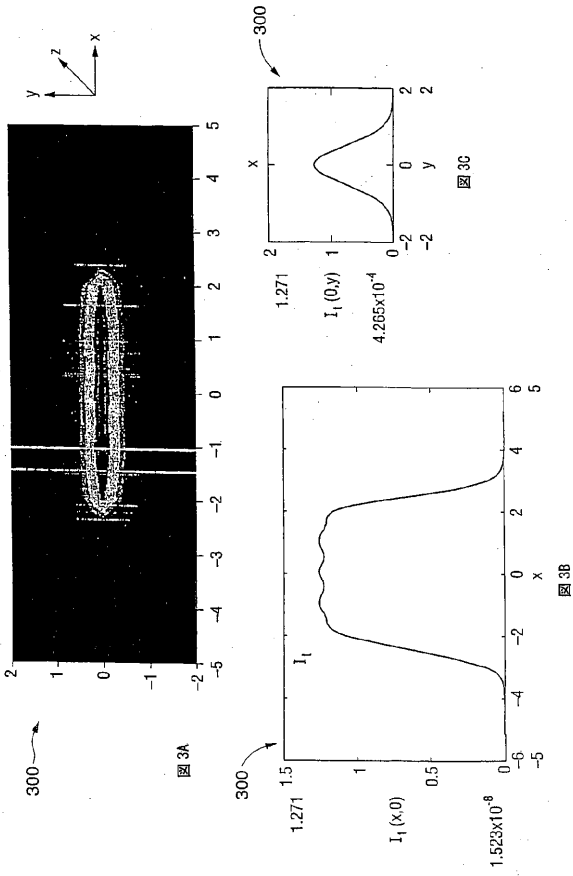 300
2
1
0
-1
-2
-5 -4 -3 -2 -1 0 1 2 3 4 5
y
z
x
図 3A
300
1.5
1.271
1
I₁ (x,0)
0.5
1.523x10⁻⁸
0
Iₜ
-6 -4 -2 0 2 4 6
-5 x 5
図 3B
300
x
2
1.271
1
I₁ (0,y)
4.265x10⁻⁴
0
-2 0 2
-2 y 2
図 3C